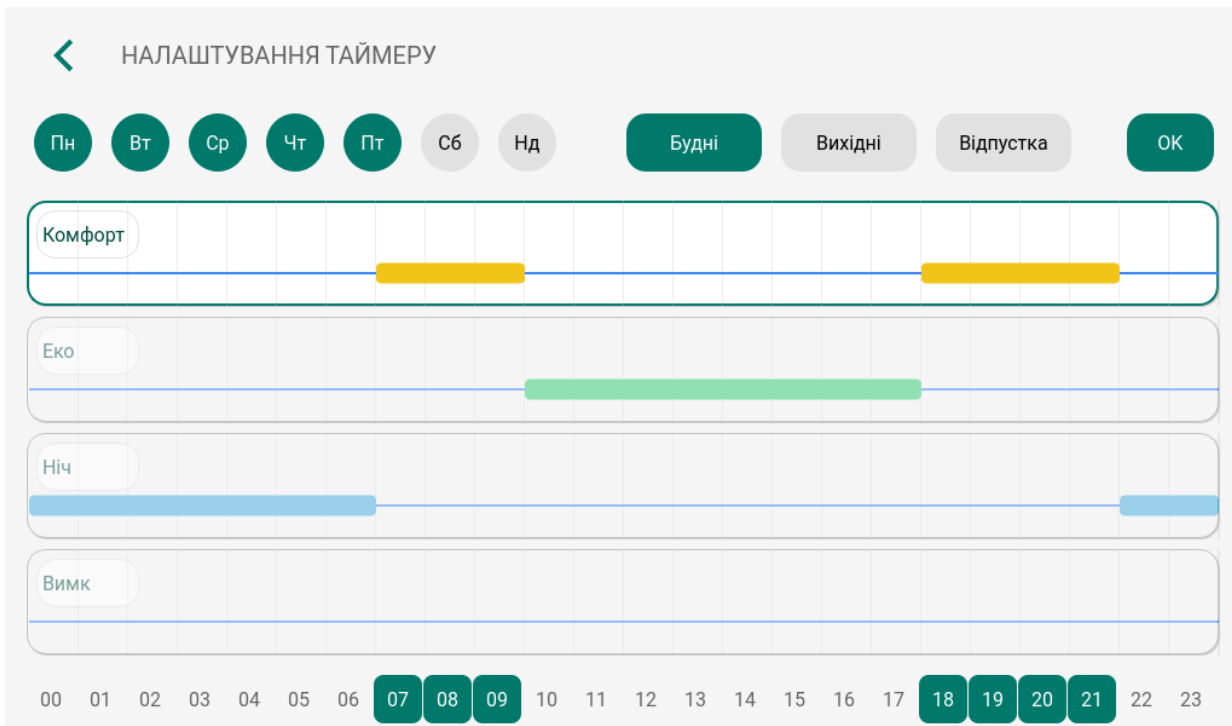 НАЛАШТУВАННЯ ТАЙМЕРУ
Пн Вт Ср Чт Пт Сб Нд Будні Вихідні Відпустка OK
Комфорт
Еко
Ніч
Вимк
00 01 02 03 04 05 06 07 08 09 10 11 12 13 14 15 16 17 18 19 20 21 22 23